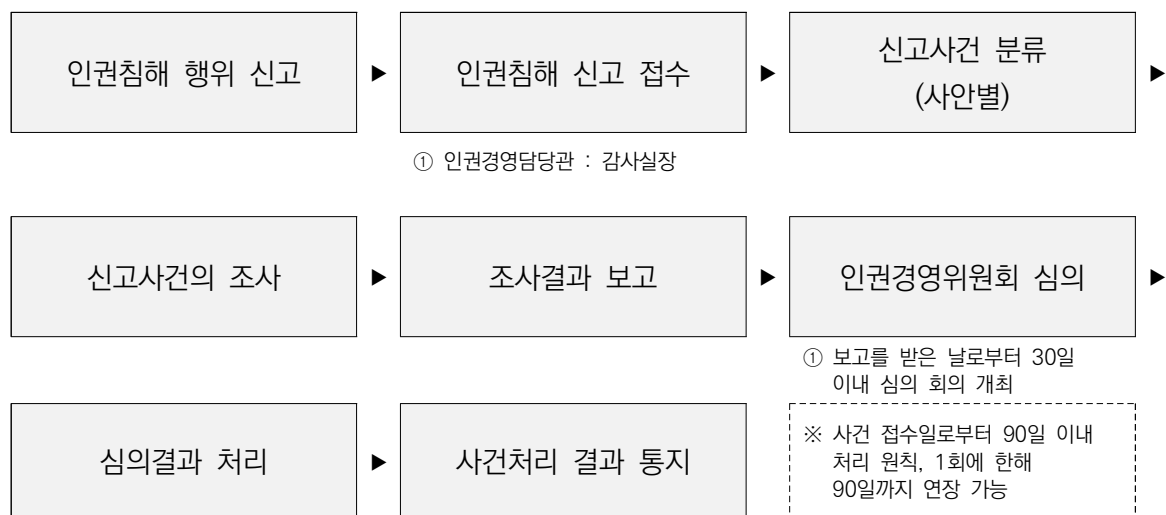 인권침해 행위 신고 ▶ 인권침해 신고 접수 ▶ 신고사건 분류
(사안별) ▶
① 인권경영담당관 : 감사실장
신고사건의 조사 ▶ 조사결과 보고 ▶ 인권경영위원회 심의 ▶
① 보고를 받은 날로부터 30일
이내 심의 회의 개최
심의결과 처리 ▶ 사건처리 결과 통지
※ 사건 접수일로부터 90일 이내
처리 원칙, 1회에 한해
90일까지 연장 가능